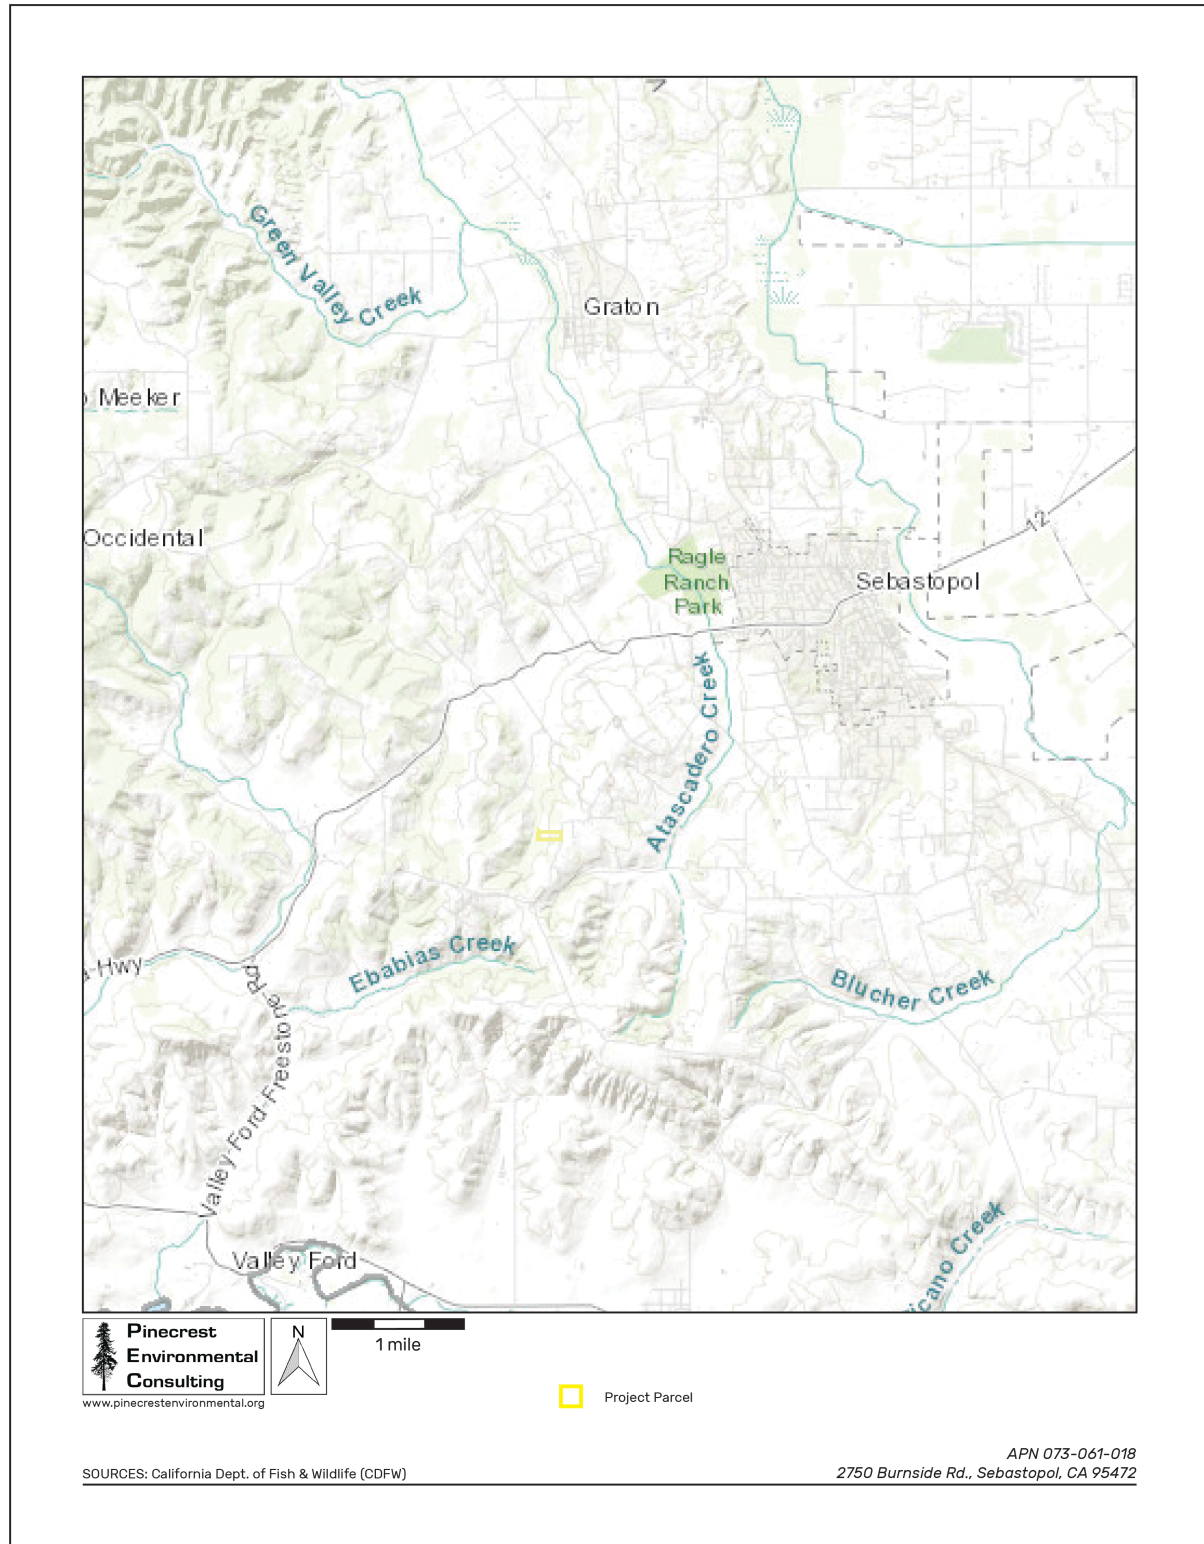 Green Valley
Creek
Graton
Meeker
12
Occidental
Ragle
Ranch
Park
Sebastopol
Atascadero Creek
Ebabias Creek
-Hwy
Blucher Creek
Valley-Ford-Freestone-Rd
icano Creek
Valley Ford
Pinecrest
Environmental
Consulting
N
1 mile
www.pinecrestenvironmental.org
Project Parcel
APN 073-061-018
SOURCES: California Dept. of Fish & Wildlife (CDFW)
2750 Burnside Rd., Sebastopol, CA 95472